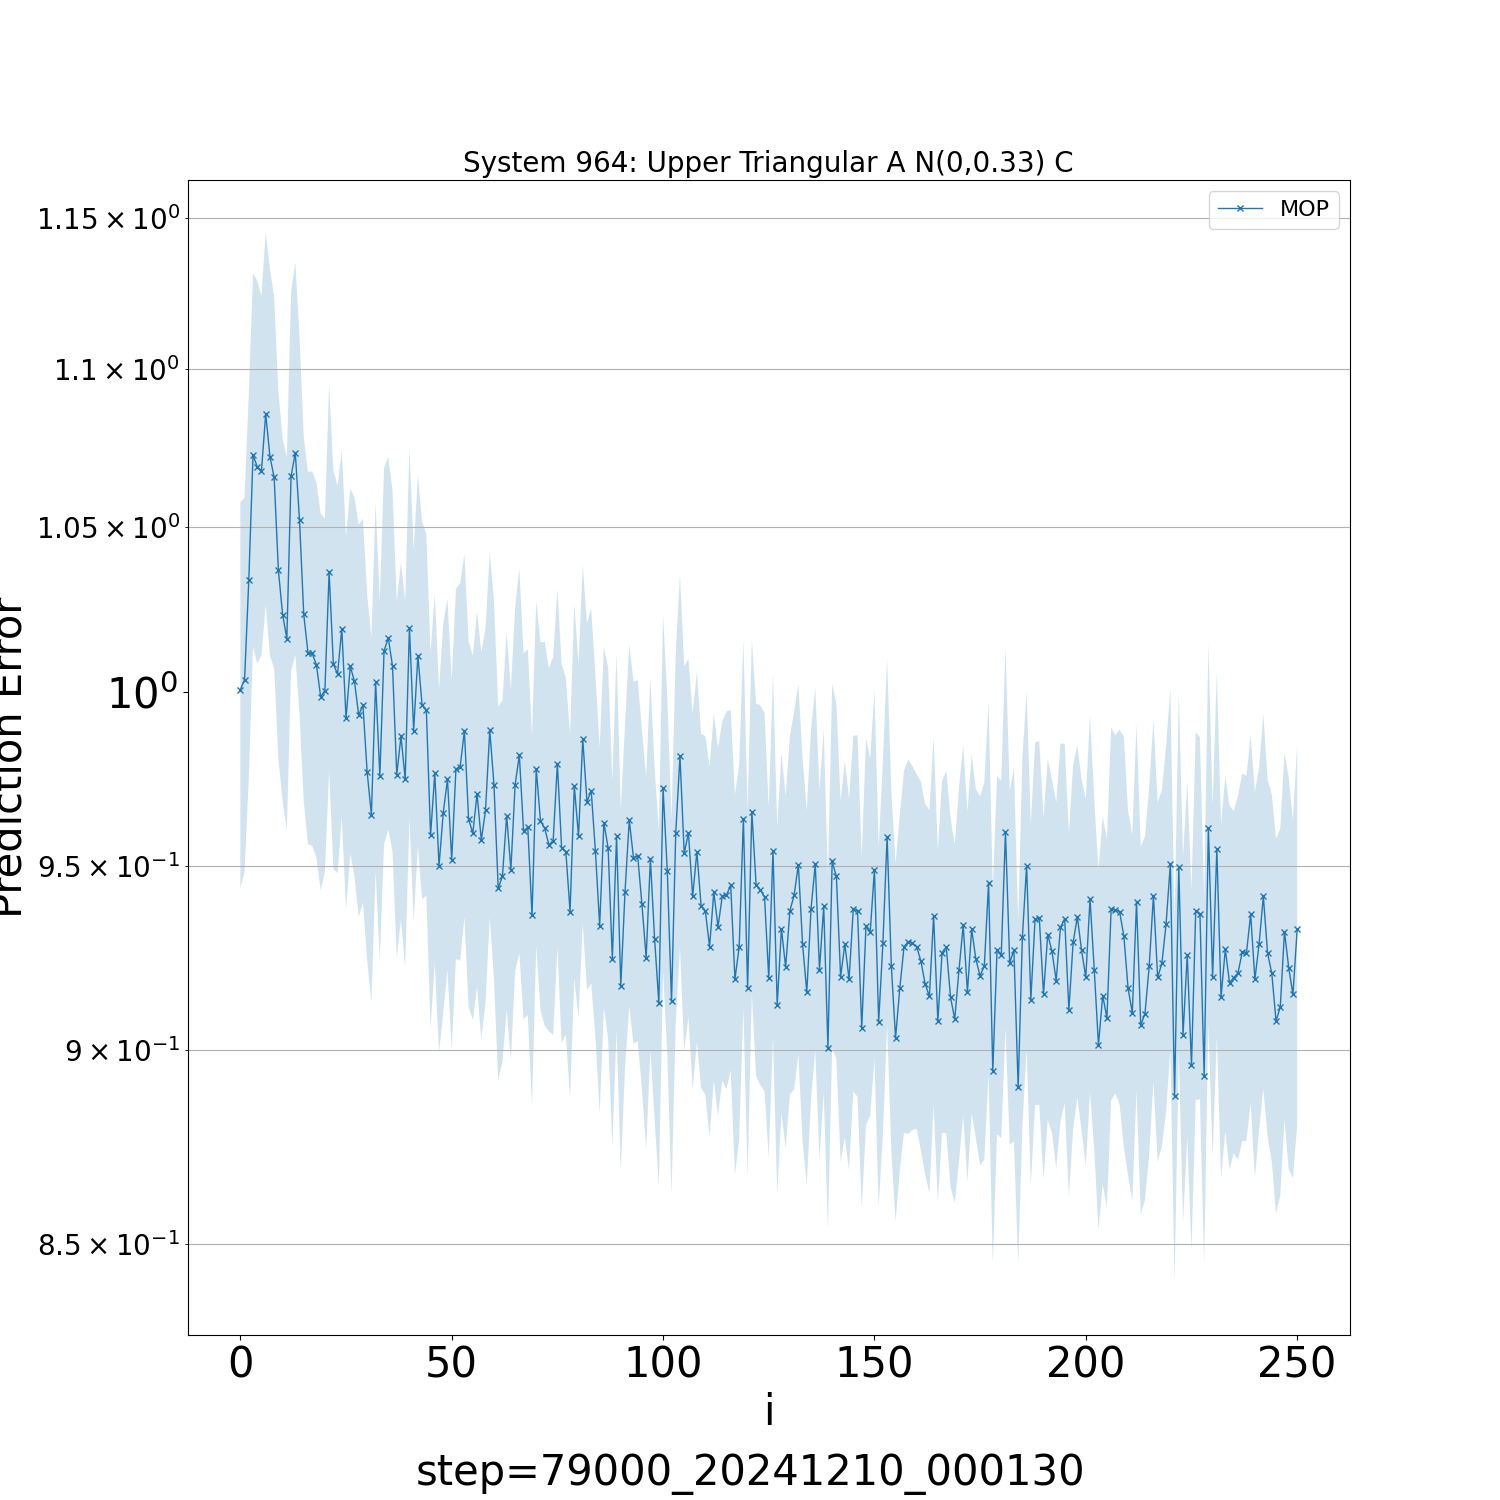 System 964: Upper Triangular A N(0,0.33) C
MOP
1.15 × 10⁰
1.1 × 10⁰
1.05 × 10⁰
10⁰
9.5 × 10⁻¹
9 × 10⁻¹
8.5 × 10⁻¹
Prediction Error
0 50 100 150 200 250
i
step=79000_20241210_000130